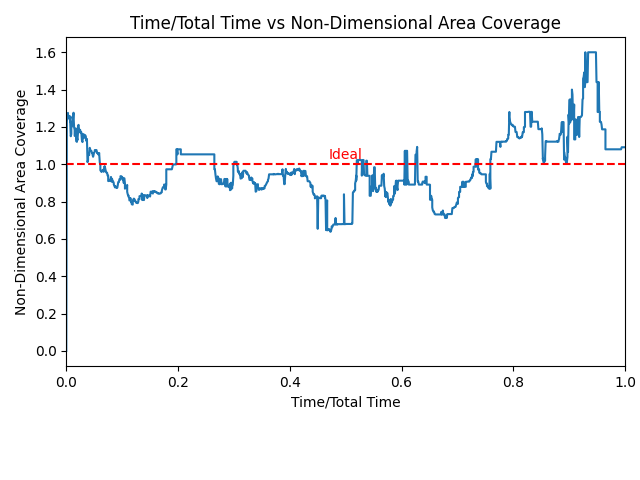 Time/Total Time vs Non-Dimensional Area Coverage
Non-Dimensional Area Coverage
1.6
1.4
1.2
1.0
0.8
0.6
0.4
0.2
0.0
Ideal
0.0 0.2 0.4 0.6 0.8 1.0
Time/Total Time